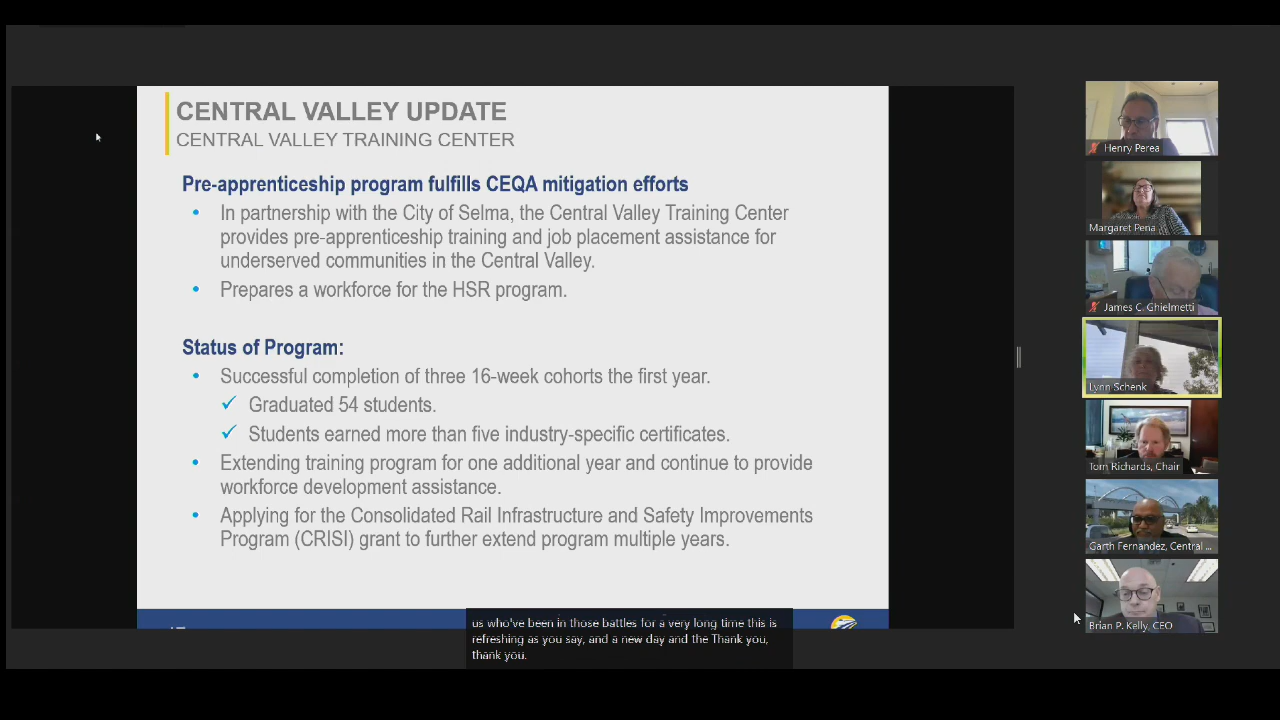 CENTRAL VALLEY UPDATE
CENTRAL VALLEY TRAINING CENTER
Pre-apprenticeship program fulfills CEQA mitigation efforts
• In partnership with the City of Selma, the Central Valley Training Center
provides pre-apprenticeship training and job placement assistance for
underserved communities in the Central Valley.
• Prepares a workforce for the HSR program.
Status of Program:
• Successful completion of three 16-week cohorts the first year.
✓ Graduated 54 students.
✓ Students earned more than five industry-specific certificates.
• Extending training program for one additional year and continue to provide
workforce development assistance.
• Applying for the Consolidated Rail Infrastructure and Safety Improvements
Program (CRISI) grant to further extend program multiple years.
us who've been in those battles for a very long time this is
refreshing as you say, and a new day and the Thank you,
thank you.
Henry Perea
Margaret Pena
James C. Ghielmetti
Lynn Schenk
Tom Richards, Chair
Garth Fernandez, Central ...
Brian P. Kelly, CEO